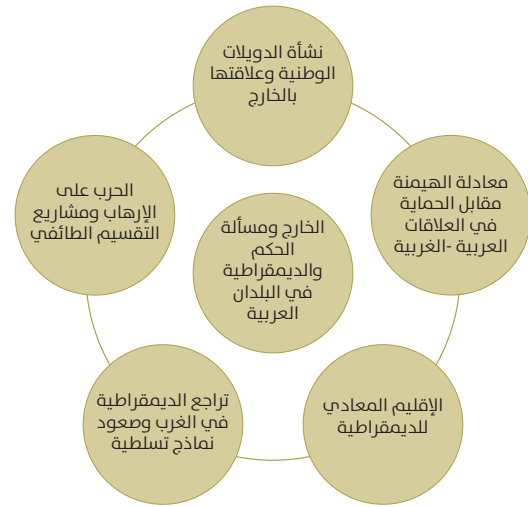 نشأة الدويلات
الوطنية وعلاقتها
بالخارج
معادلة الهيمنة
مقابل الحماية
في العلاقات
العربية -الغربية
الحرب على
الإرهاب ومشاريع
التقسيم الطائفي
الخارج ومسألة
الحكم
والديمقراطية
في البلدان
العربية
الإقليم المعادي
للديمقراطية
تراجع الديمقراطية
في الغرب وصعود
نماذج تسلطية